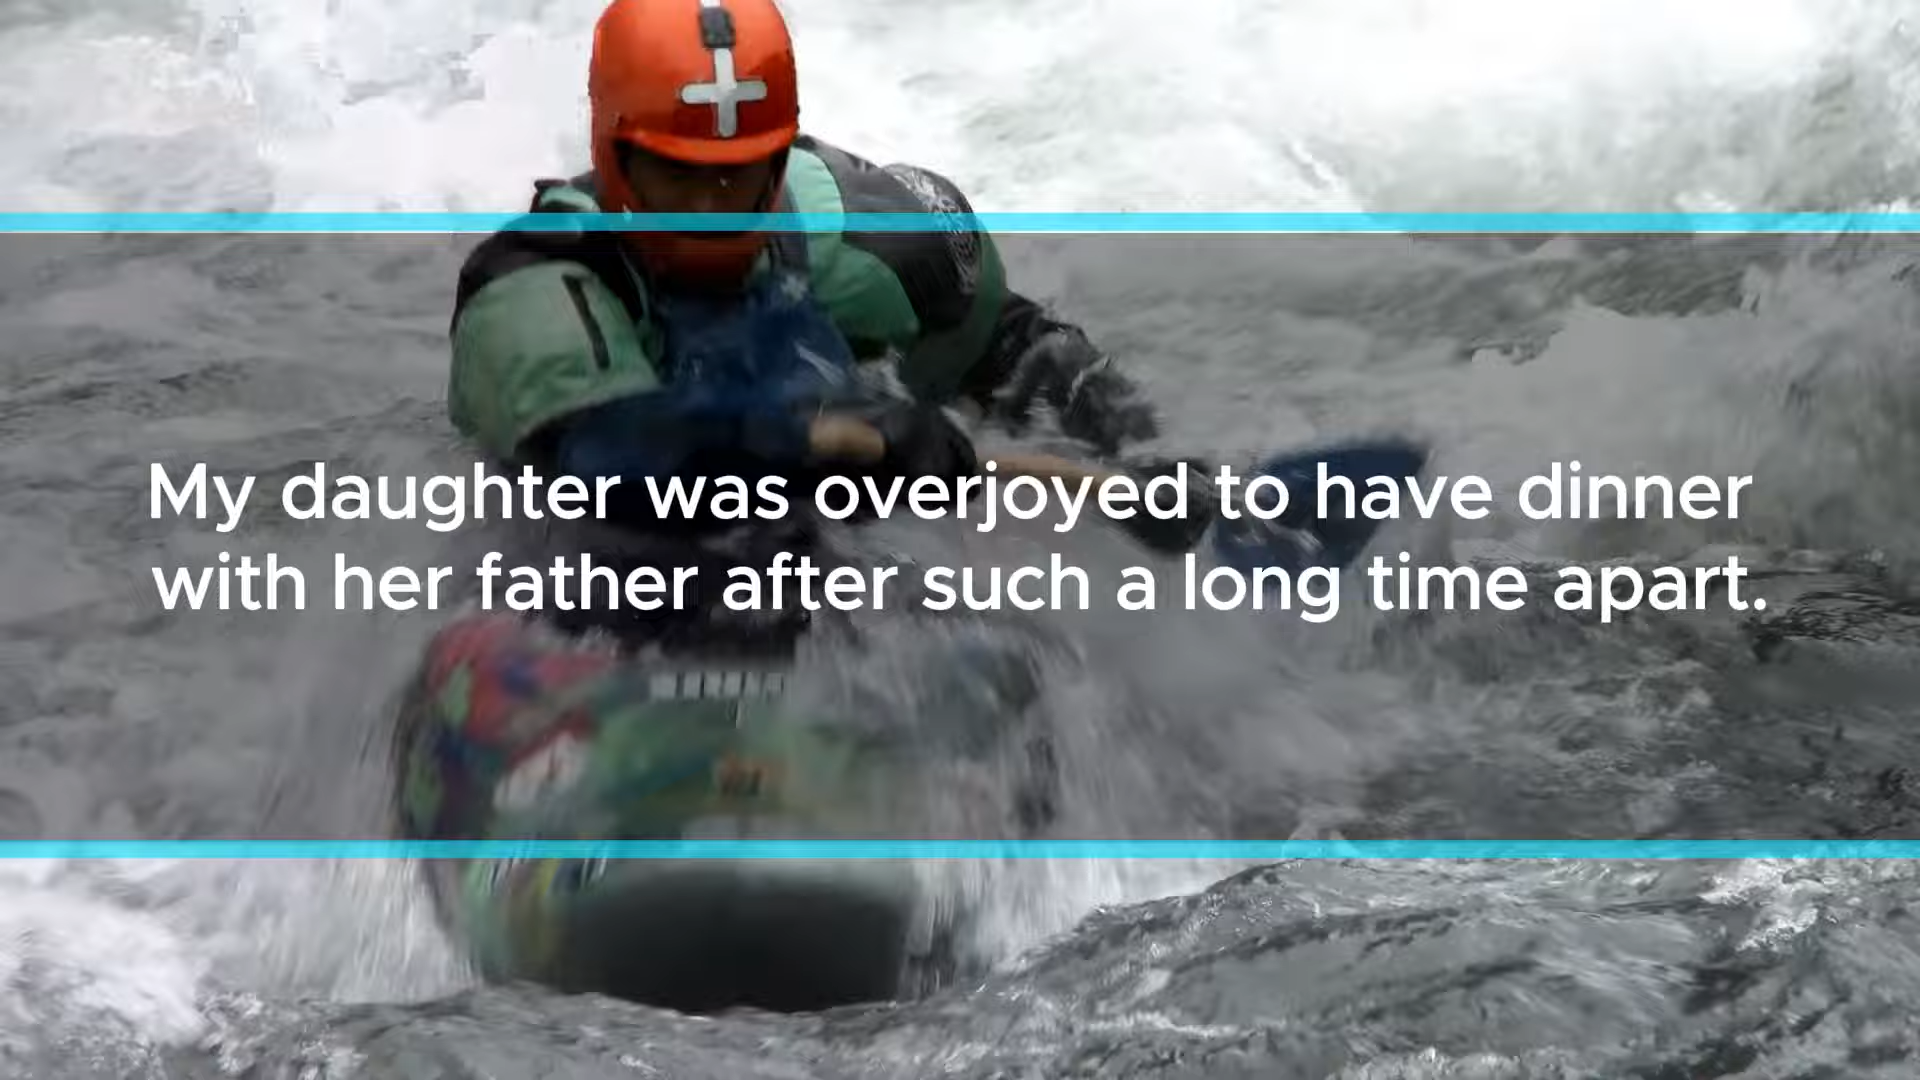 My daughter was overjoyed to have dinner
with her father after such a long time apart.